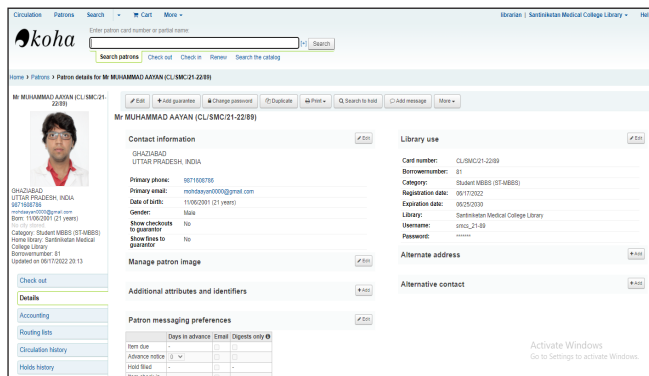 Circulation Patrons Search Cart More
librarian | Santiniketan Medical College Library Hel
koha
Enter patron card number or partial name:
[+] Search
Search patrons Check out Check in Renew Search the catalog
Home > Patrons > Patron details for Mr MUHAMMAD AAYAN (CL/SMC/21-22/89)
Mr MUHAMMAD AAYAN (CL/SMC/21-22/89)
GHAZIABAD
UTTAR PRADESH, INDIA
9871608786
mohdaayan0000@gmail.com
Born: 11/06/2001 (21 years)
No city stored
Category: Student MBBS (ST-MBSS)
Home library: Santiniketan Medical
College Library
Borrowernumber: 81
Updated on 06/17/2022 20:13
Check out
Details
Accounting
Routing lists
Circulation history
Holds history
Edit + Add guarantee Change password Duplicate Print Search to hold Add message More
Mr MUHAMMAD AAYAN (CL/SMC/21-22/89)
Contact information Edit
GHAZIABAD
UTTAR PRADESH, INDIA
Primary phone: 9871608786
Primary email: mohdaayan0000@gmail.com
Date of birth: 11/06/2001 (21 years)
Gender: Male
Show checkouts to guarantor No
Show fines to guarantor No
Manage patron image Edit
Additional attributes and identifiers + Add
Patron messaging preferences Edit
Days in advance Email Digests only
Item due -
Advance notice 0
Hold filled - -
Item check-in
Library use Edit
Card number: CL/SMC/21-22/89
Borrowernumber: 81
Category: Student MBBS (ST-MBBS)
Registration date: 06/17/2022
Expiration date: 06/25/2030
Library: Santiniketan Medical College Library
Username: smcs_21-89
Password: *******
Alternate address + Add
Alternative contact + Add
Activate Windows
Go to Settings to activate Windows.